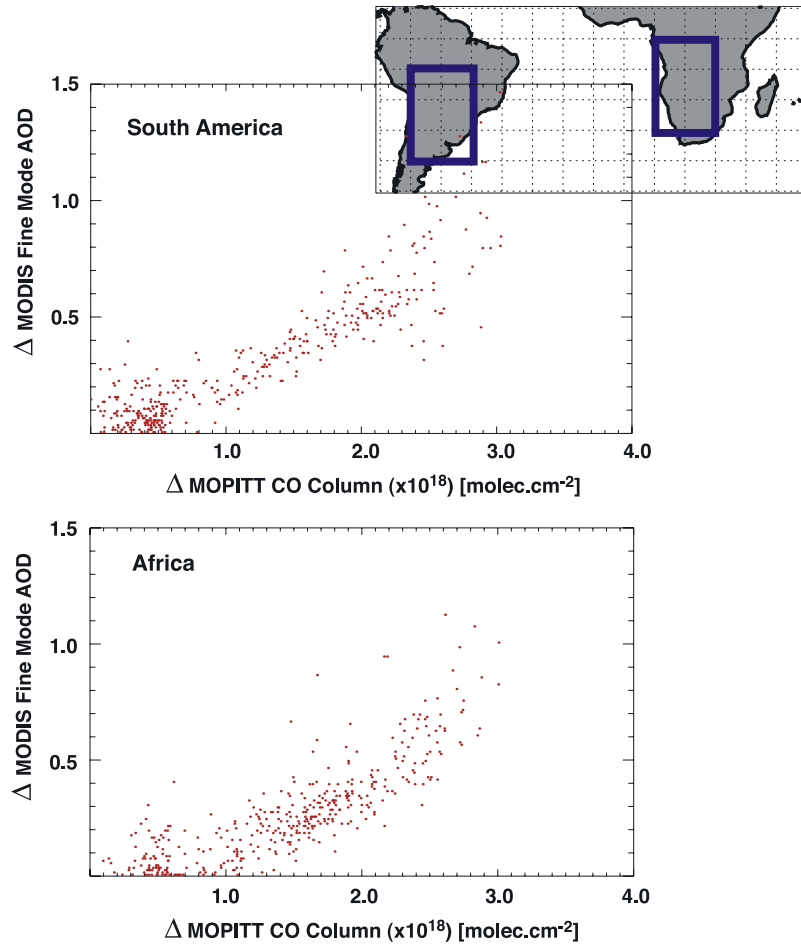 1.5
South America
1.0
0.5
Δ MODIS Fine Mode AOD
1.0 2.0 3.0 4.0
Δ MOPITT CO Column (x10¹⁸) [molec.cm⁻²]
1.5
Africa
1.0
0.5
Δ MODIS Fine Mode AOD
1.0 2.0 3.0 4.0
Δ MOPITT CO Column (x10¹⁸) [molec.cm⁻²]